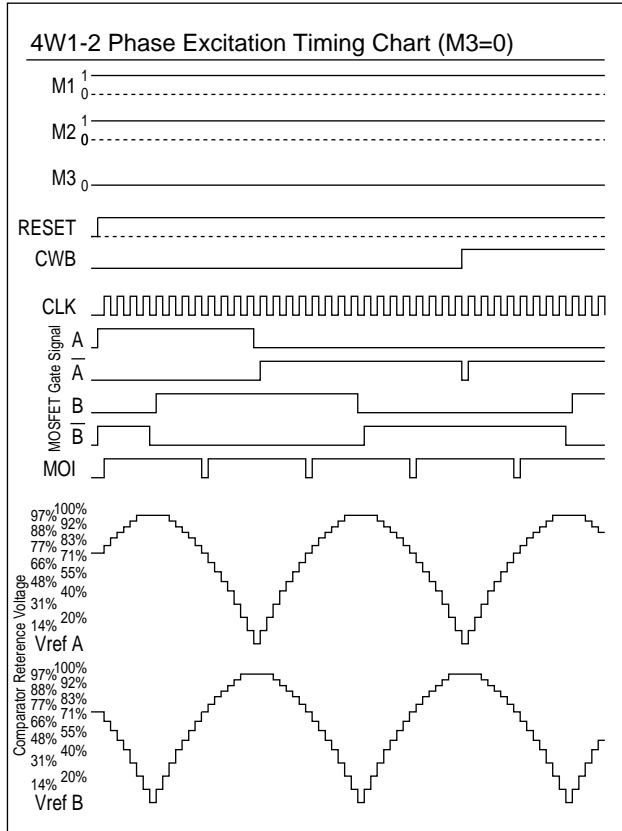 4W1-2 Phase Excitation Timing Chart (M3=0)
M1 1
0
M2 1
0
M3 0
RESET
CWB
CLK
MOSFET Gate Signal
A
A
B
B
MOI
Comparator Reterence Voltage
97% 100%
88% 92%
77% 83%
66% 71%
48% 55%
31% 40%
14% 20%
Vref A
97% 100%
88% 92%
77% 83%
66% 71%
48% 55%
31% 40%
14% 20%
Vref B